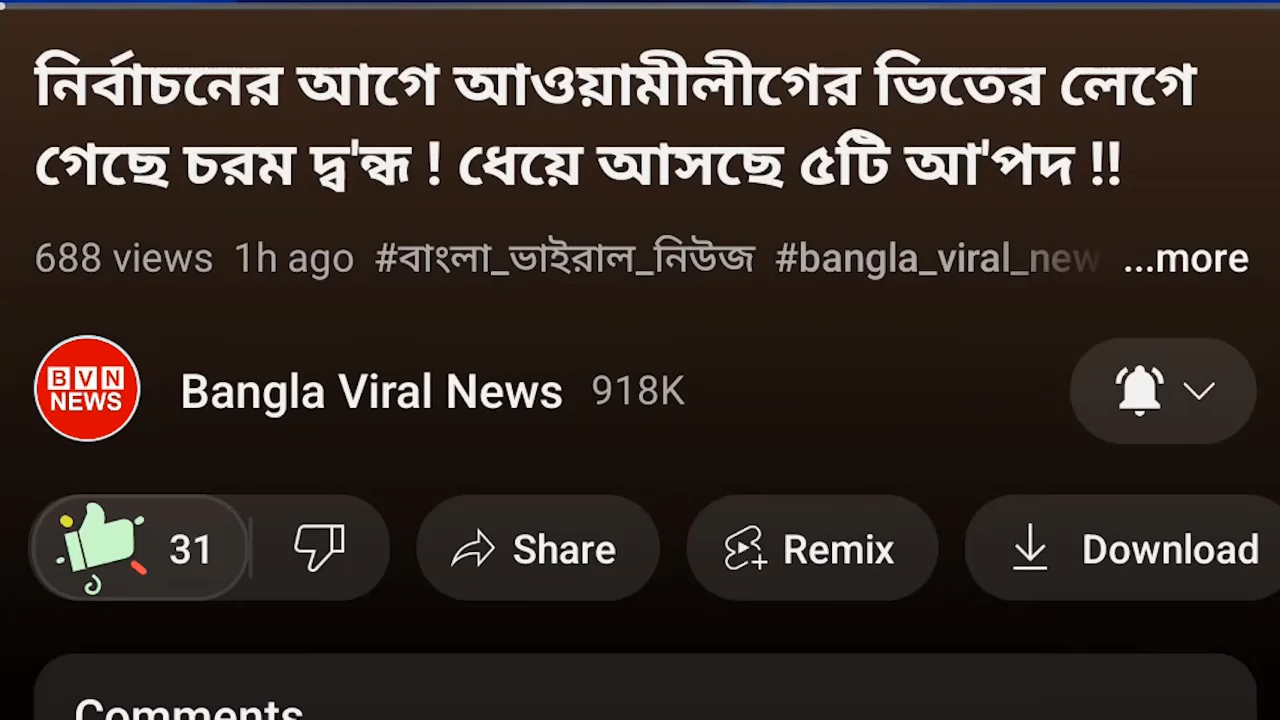 নির্বাচনের আগে আওয়ামীলীগের ভিতের লেগে
গেছে চরম দ্ব'ন্ধ ! ধেয়ে আসছে ৫টি আ'পদ !!
688 views 1h ago #বাংলা_ভাইরাল_নিউজ #bangla_viral_new ...more
BVN
NEWS
Bangla Viral News 918K
31 Share Remix Download
Comments